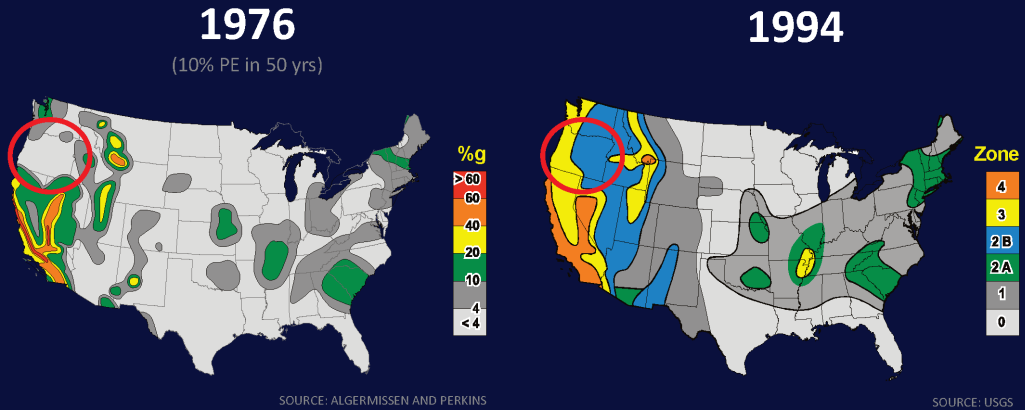 1976
(10% PE in 50 yrs)
%g
>60
60
40
20
10
4
<4
SOURCE: ALGERMISSEN AND PERKINS
1994
Zone
4
3
2 B
2 A
1
0
SOURCE: USGS